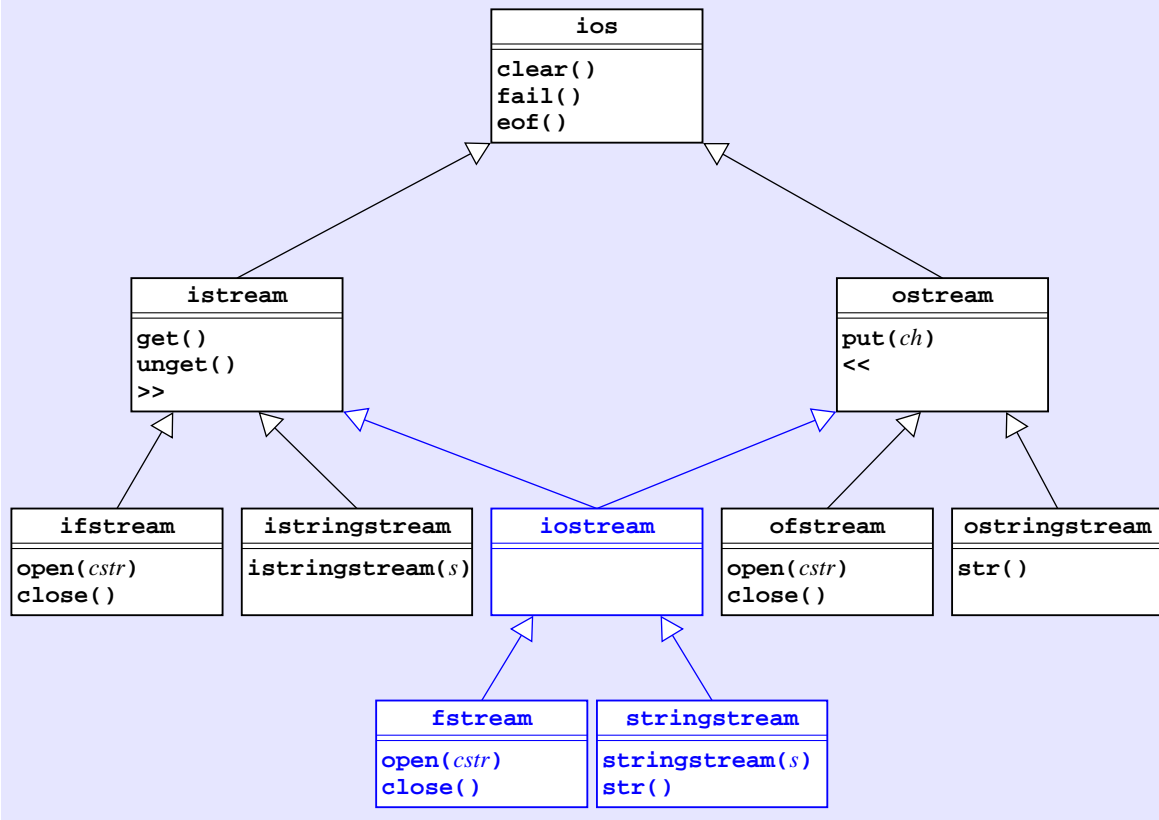 ios
clear()
fail()
eof()
istream
get()
unget()
>>
ostream
put(ch)
<<
ifstream
open(cstr)
close()
istringstream
istringstream(s)
iostream
ofstream
open(cstr)
close()
ostringstream
str()
fstream
open(cstr)
close()
stringstream
stringstream(s)
str()